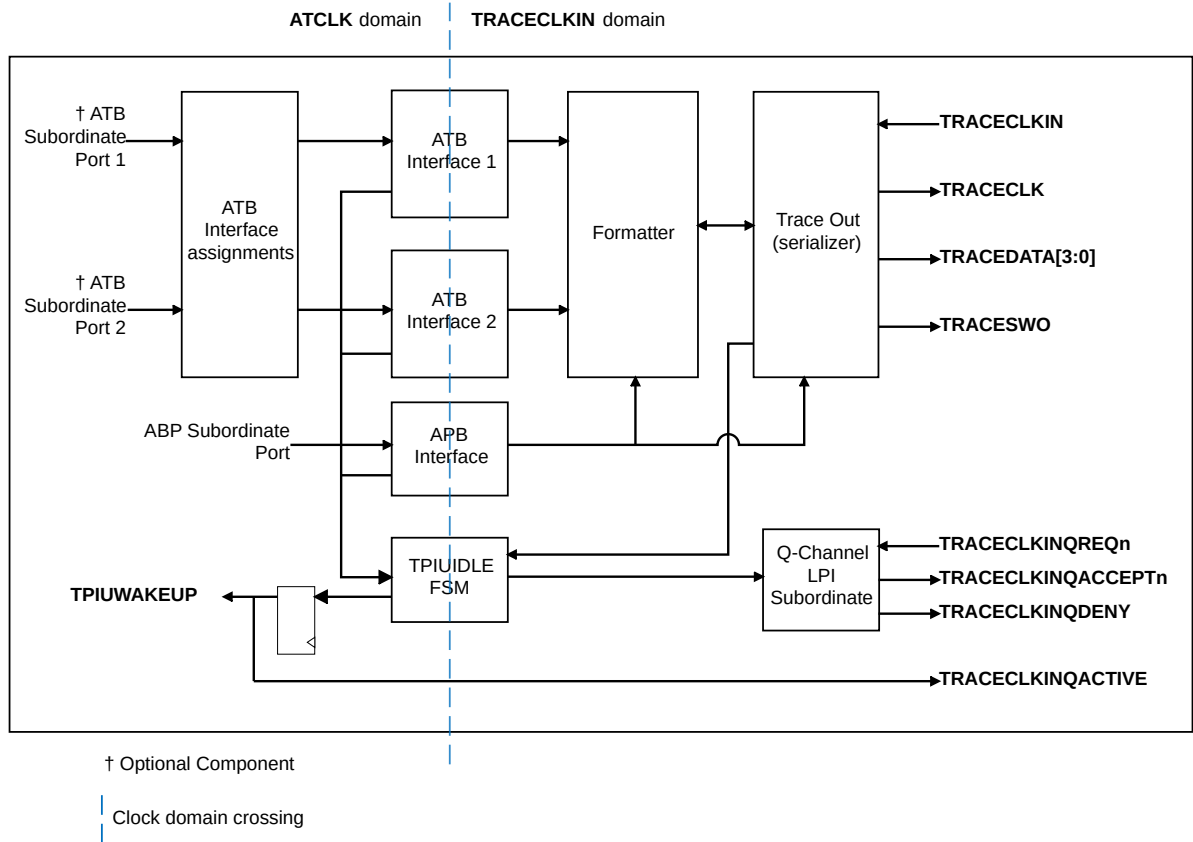 ATCLK domain
TRACECLKIN domain
† ATB
Subordinate
Port 1
† ATB
Subordinate
Port 2
ATB
Interface
assignments
ATB
Interface 1
ATB
Interface 2
Formatter
Trace Out
(serializer)
TRACECLKIN
TRACECLK
TRACEDATA[3:0]
TRACESWO
ABP Subordinate
Port
APB
Interface
TPIUIDLE
FSM
Q-Channel
LPI
Subordinate
TRACECLKINQREQn
TRACECLKINQACCEPTn
TRACECLKINQDENY
TPIUWAKEUP
TRACECLKINQACTIVE
† Optional Component
Clock domain crossing